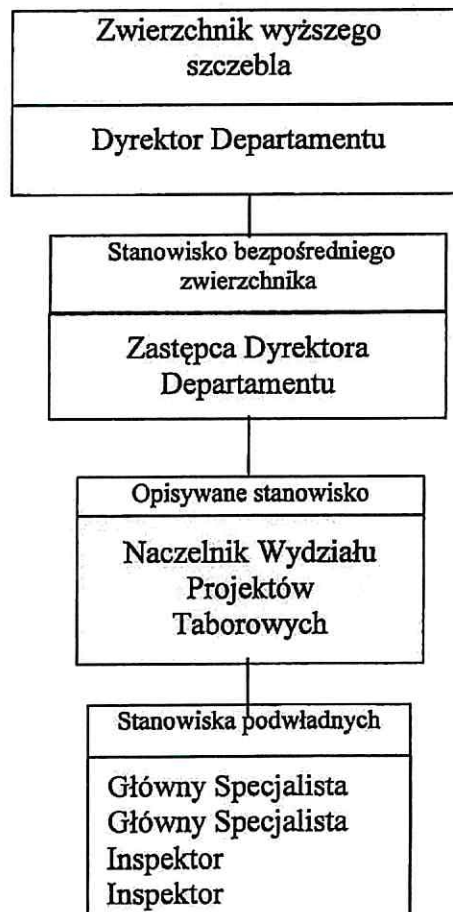 Zwierzchnik wyższego
szczebla
Dyrektor Departamentu
Stanowisko bezpośredniego
zwierzchnika
Zastępca Dyrektora
Departamentu
Opisywane stanowisko
Naczelnik Wydziału
Projektów
Taborowych
Stanowiska podwładnych
Główny Specjalista
Główny Specjalista
Inspektor
Inspektor